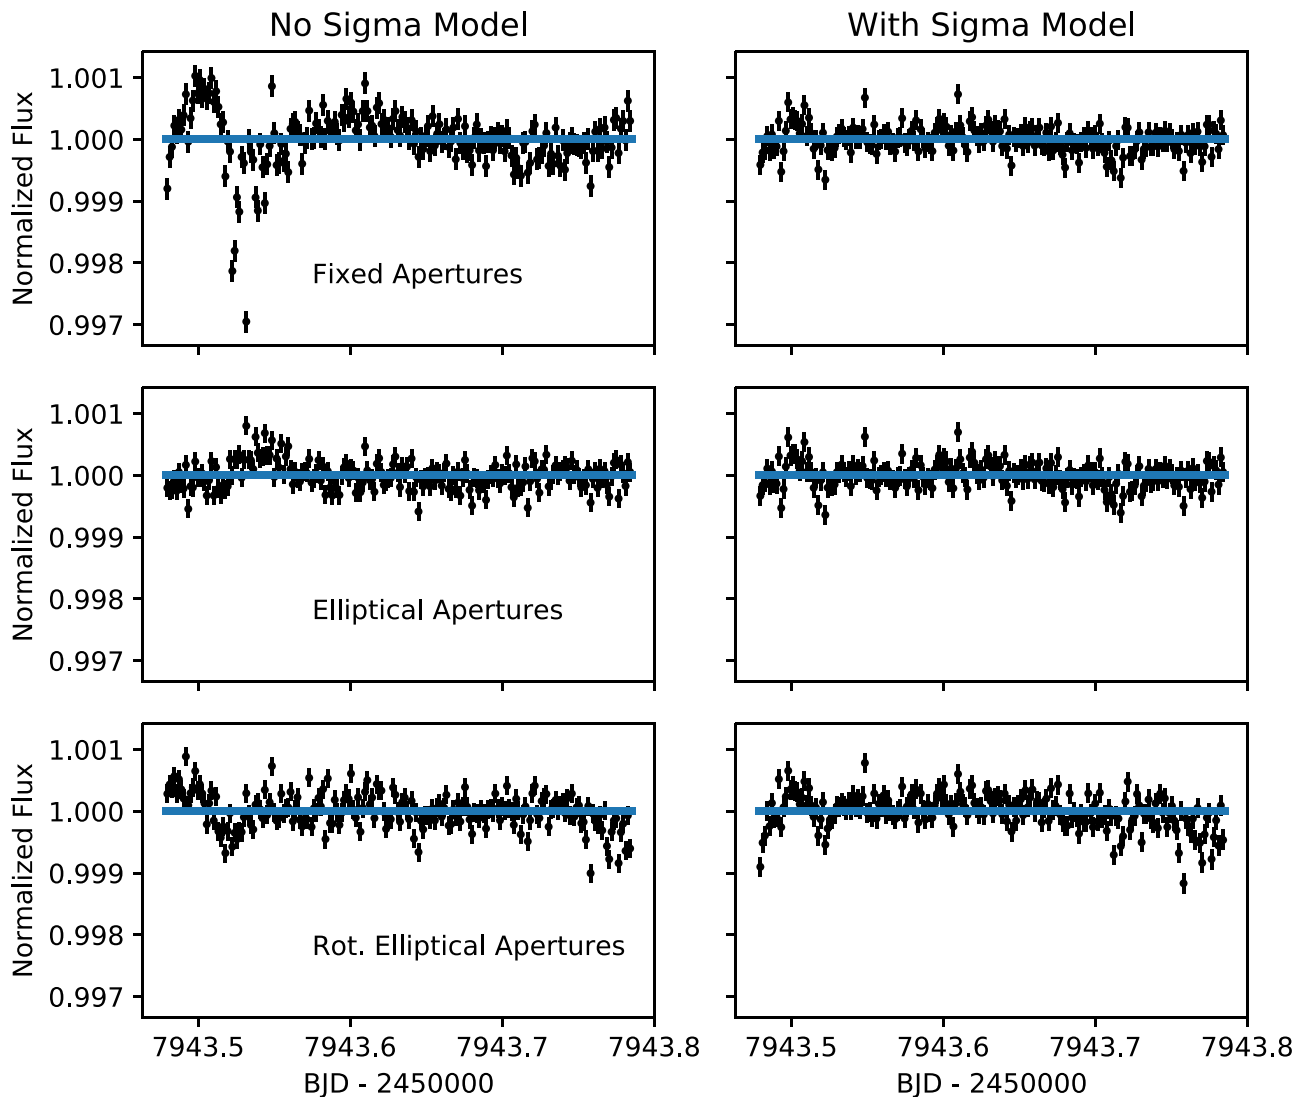 No Sigma Model
With Sigma Model
Normalized Flux
1.001
1.000
0.999
0.998
0.997
Fixed Apertures
Normalized Flux
1.001
1.000
0.999
0.998
0.997
Elliptical Apertures
Normalized Flux
1.001
1.000
0.999
0.998
0.997
Rot. Elliptical Apertures
7943.5 7943.6 7943.7 7943.8
BJD - 2450000
7943.5 7943.6 7943.7 7943.8
BJD - 2450000